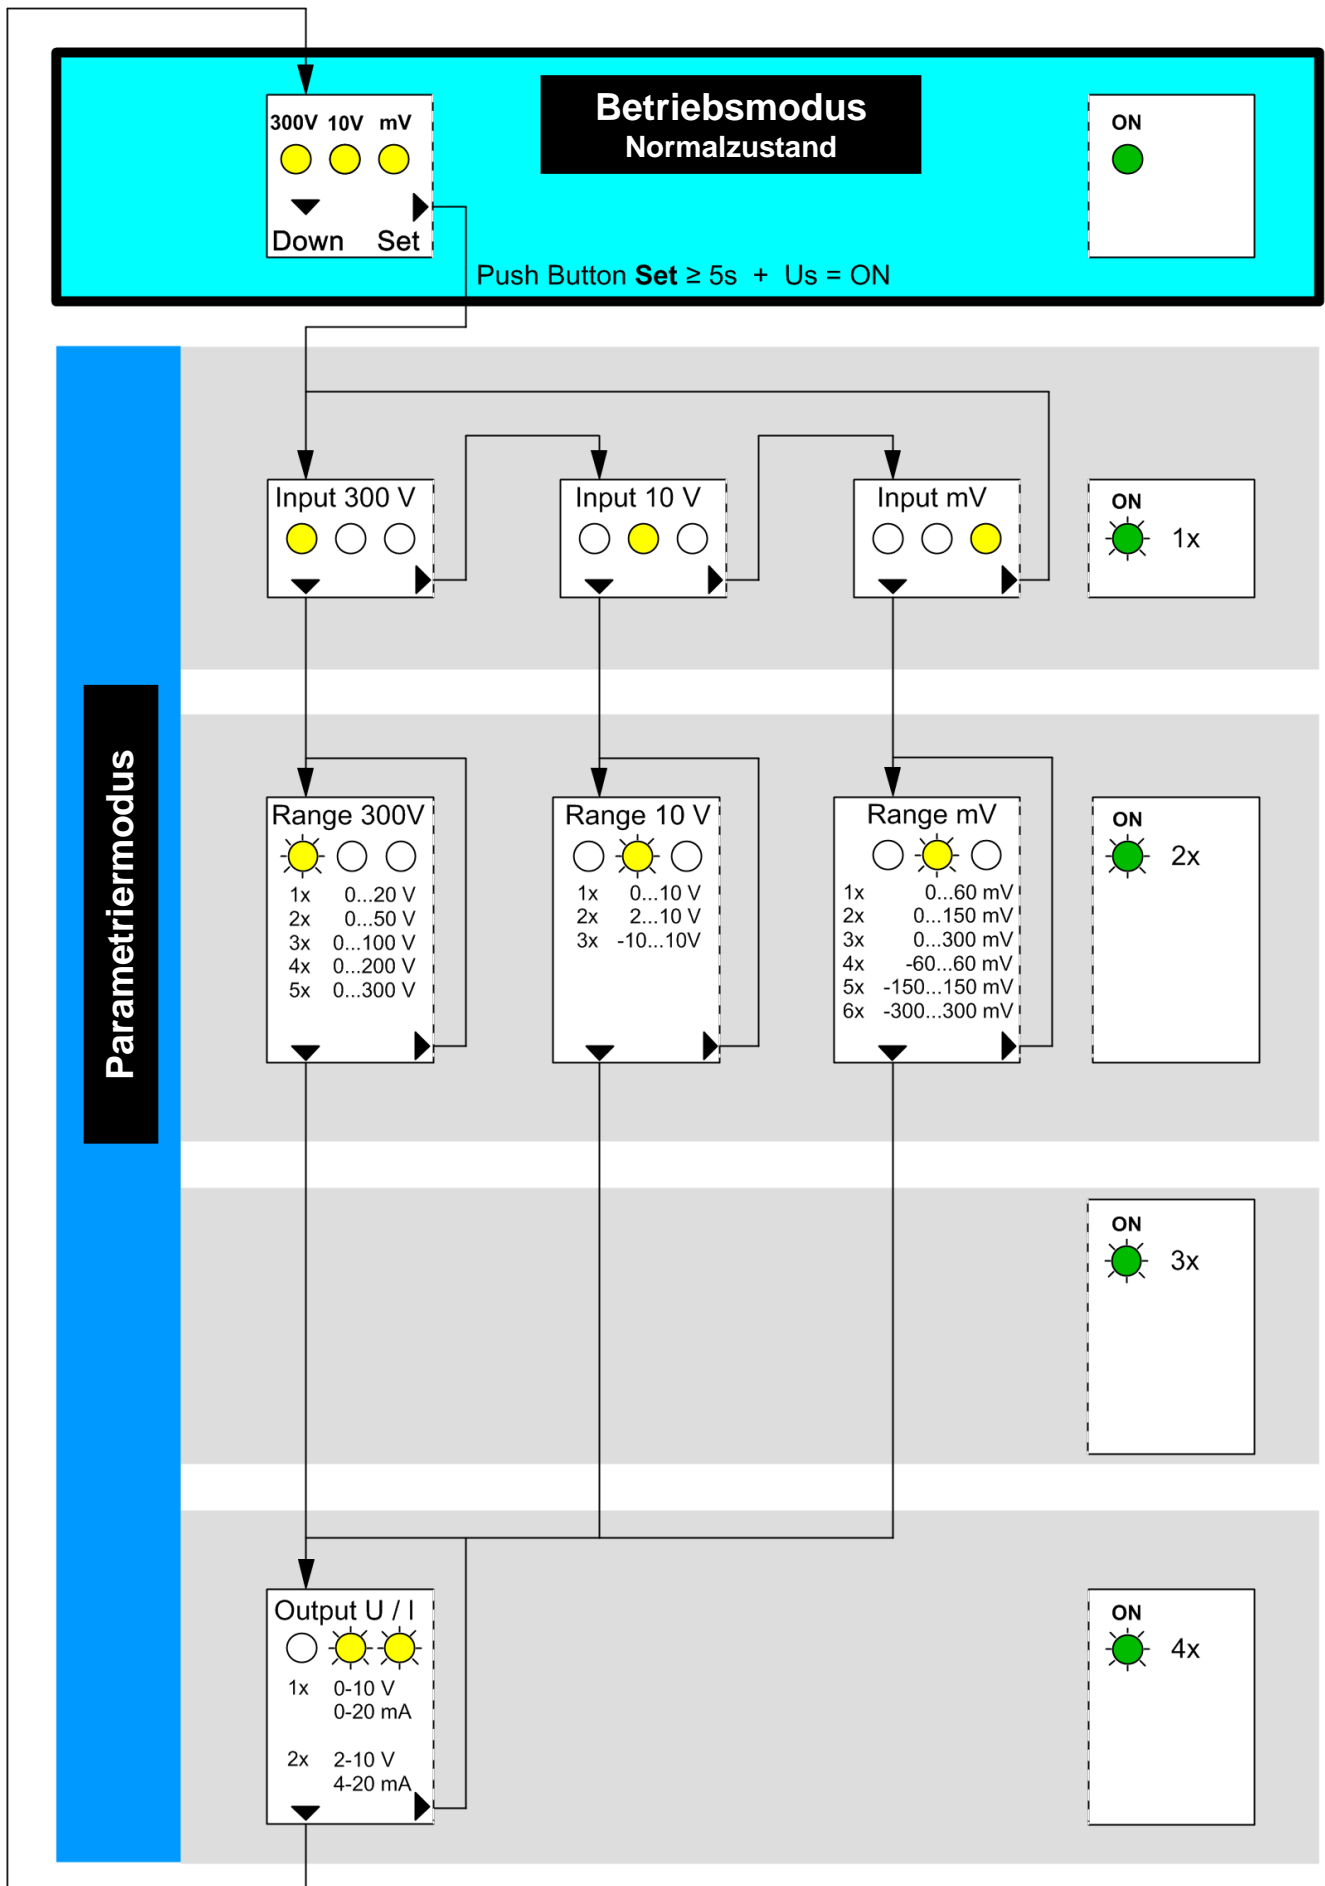 Betriebsmodus
Normalzustand
300V 10V mV
ON
Down Set
Push Button Set ≥ 5s + Us = ON
Parametriermodus
Input 300 V
Input 10 V
Input mV
ON
1x
Range 300V
1x 0...20 V
2x 0...50 V
3x 0...100 V
4x 0...200 V
5x 0...300 V
Range 10 V
1x 0...10 V
2x 2...10 V
3x -10...10V
Range mV
1x 0...60 mV
2x 0...150 mV
3x 0...300 mV
4x -60...60 mV
5x -150...150 mV
6x -300...300 mV
ON
2x
ON
3x
Output U / I
1x 0-10 V
0-20 mA
2x 2-10 V
4-20 mA
ON
4x